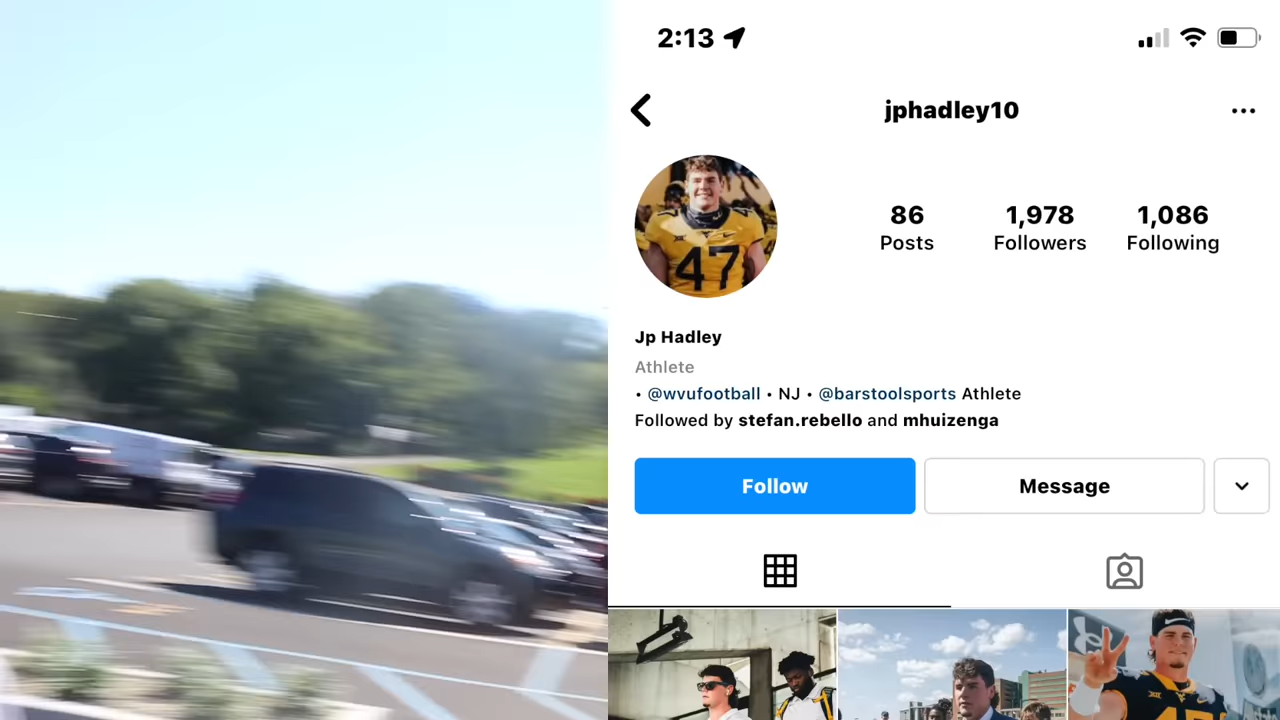 2:13
jphadley10
86
1,978
1,086
Posts
Followers
Following
47
Jp Hadley
Athlete
• @wvufootball • NJ • @barstoolsports Athlete
Followed by stefan.rebello and mhuizenga
Follow
Message